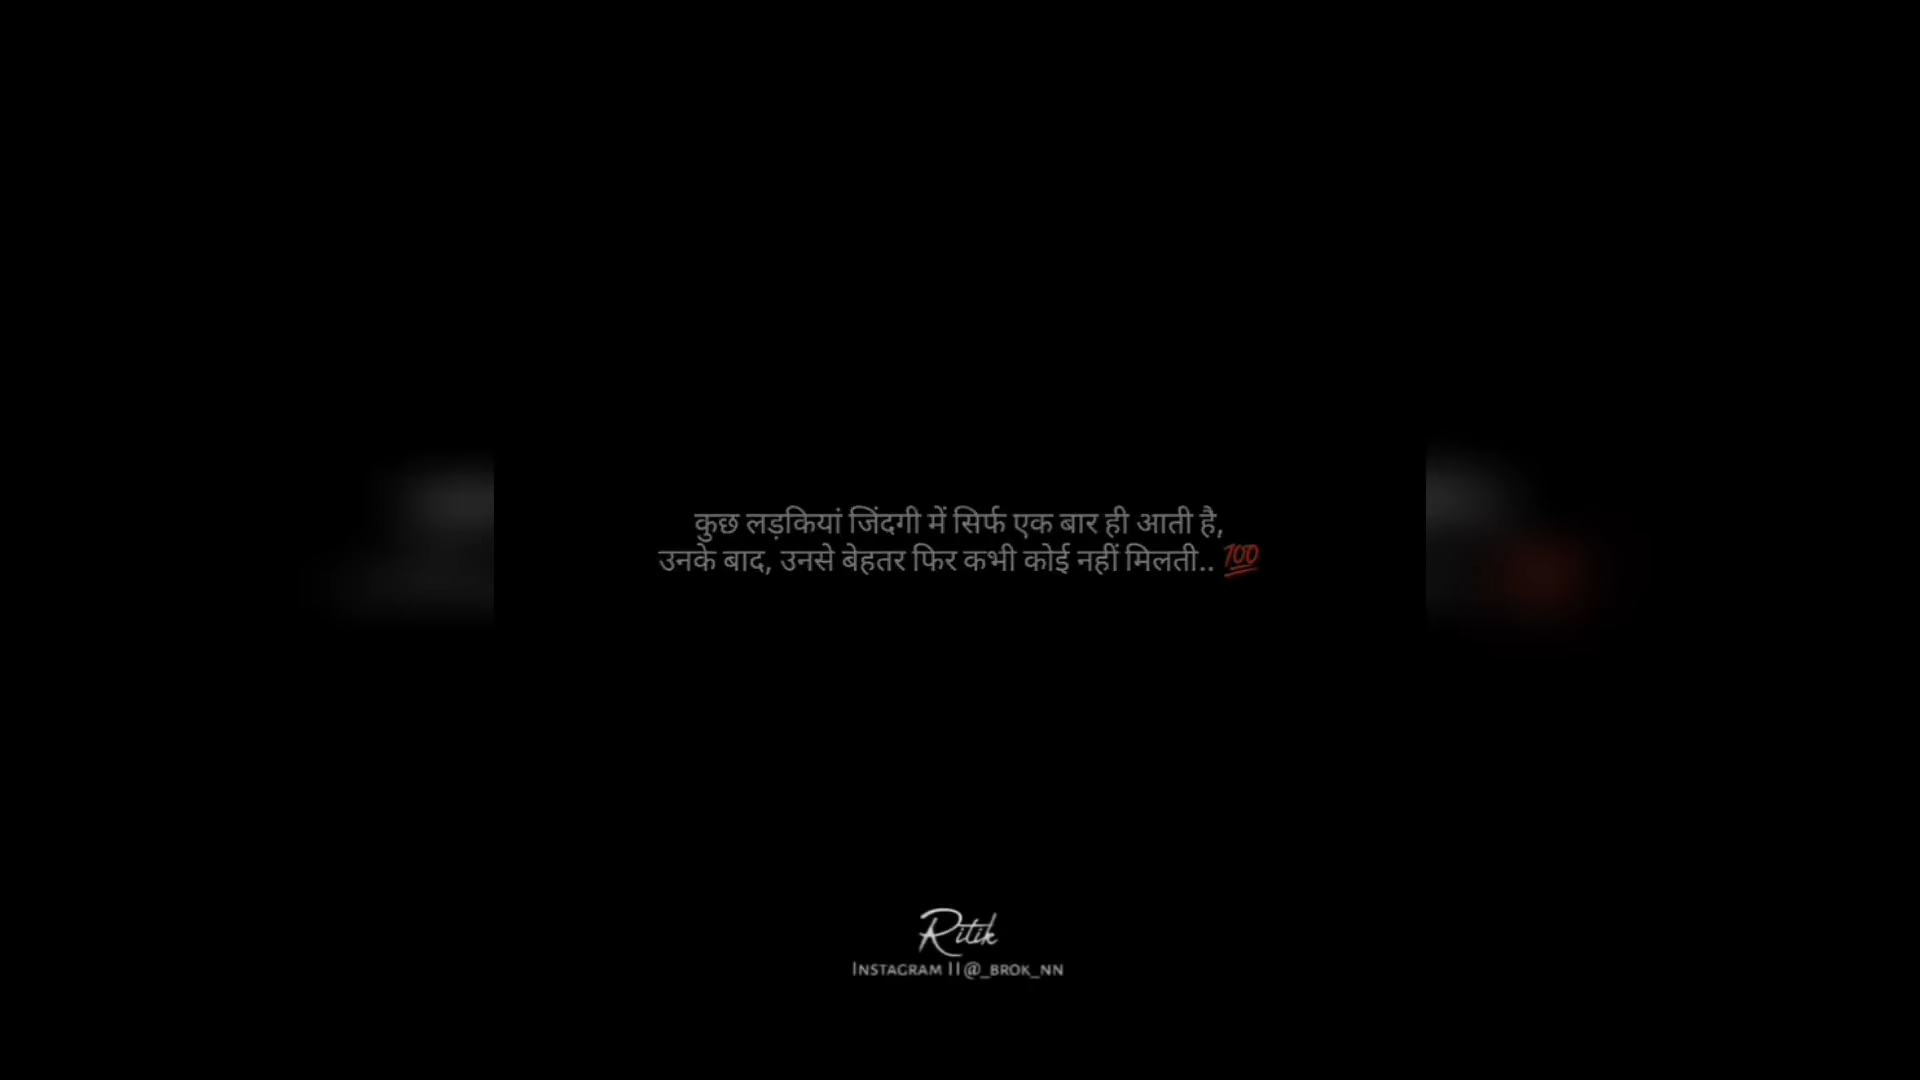 कुछ लड़कियां जिंदगी में सिर्फ एक बार ही आती है,
उनके बाद, उनसे बेहतर फिर कभी कोई नहीं मिलती.. 💯
Ritik
INSTAGRAM ||@_BROK_NN